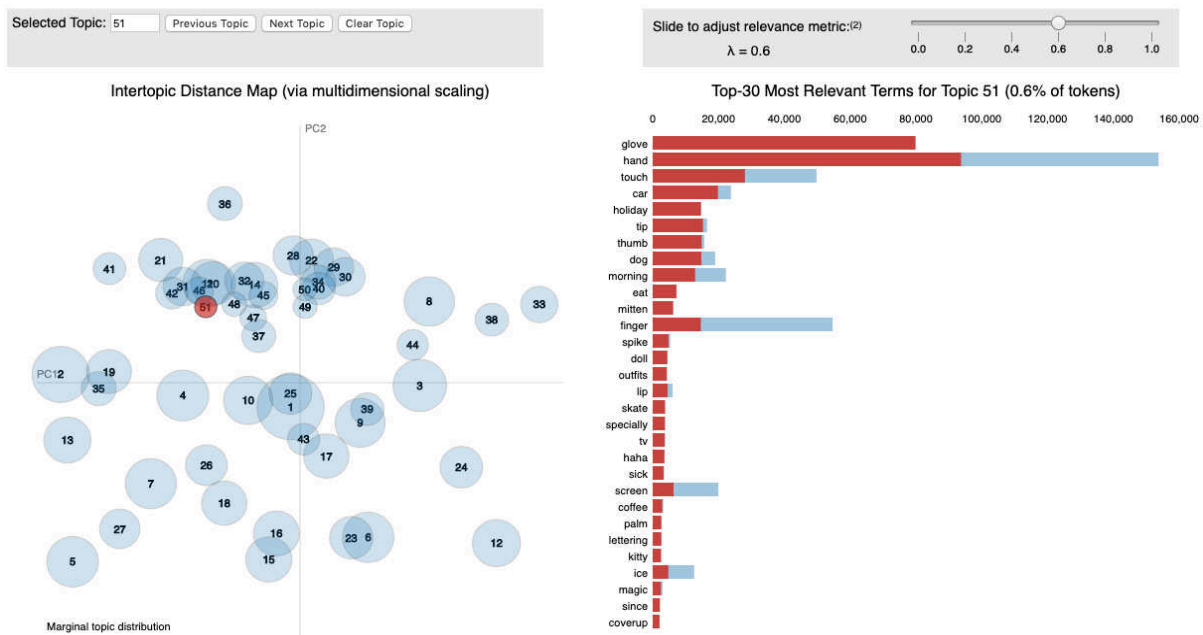 Selected Topic: 51 Previous Topic Next Topic Clear Topic
Slide to adjust relevance metric:(2)
λ = 0.6
0.0 0.2 0.4 0.6 0.8 1.0
Intertopic Distance Map (via multidimensional scaling)
PC2
PC1
36
41
21
28
22
29
30
34
40
50
49
31
42
46
20
32
14
45
48
51
47
37
8
33
38
44
3
2
19
35
4
10
25
1
39
9
43
17
13
26
7
18
24
27
16
23
6
12
5
15
Marginal topic distribution
Top-30 Most Relevant Terms for Topic 51 (0.6% of tokens)
0 20,000 40,000 60,000 80,000 100,000 120,000 140,000 160,000
glove
hand
touch
car
holiday
tip
thumb
dog
morning
eat
mitten
finger
spike
doll
outfits
lip
skate
specially
tv
haha
sick
screen
coffee
palm
lettering
kitty
ice
magic
since
coverup